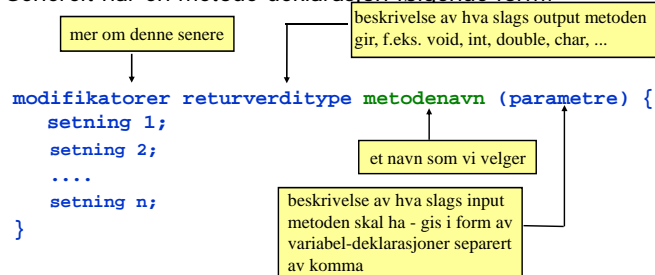 Generelt har en metode-deklarasjon følgende form:
mer om denne senere
beskrivelse av hva slags output metoden
gir, f.eks. void, int, double, char, ...
modifikatorer returverditype metodenavn (parametre) {
setning 1;
setning 2;
....
setning n;
}
et navn som vi velger
beskrivelse av hva slags input
metoden skal ha - gis i form av
variabel-deklarasjoner separert
av komma